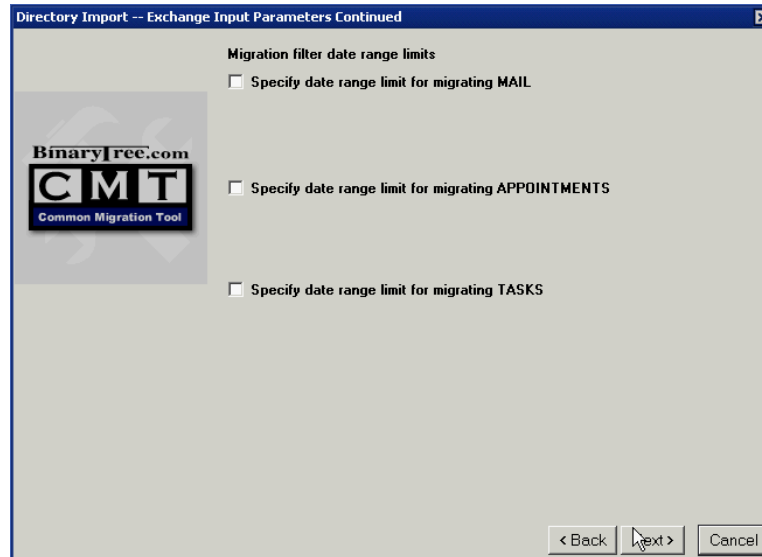 Directory Import -- Exchange Input Parameters Continued
Migration filter date range limits
Specify date range limit for migrating MAIL
BinaryTree.com
CMT
Common Migration Tool
Specify date range limit for migrating APPOINTMENTS
Specify date range limit for migrating TASKS
< Back Next > Cancel